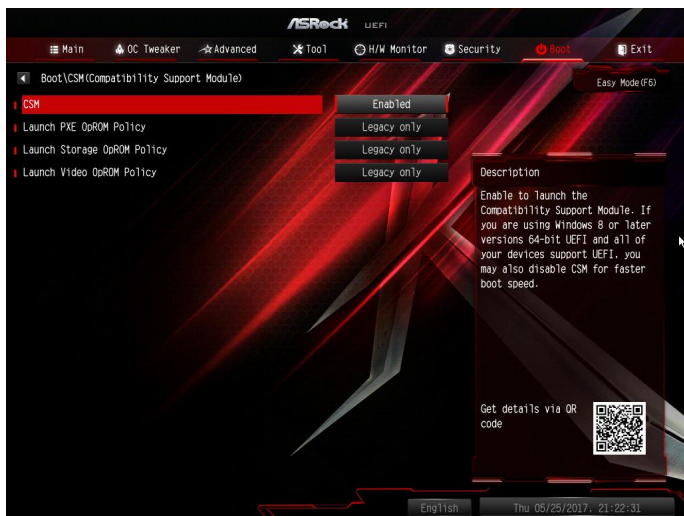 ASRock UEFI
Main OC Tweaker Advanced Tool H/W Monitor Security Boot Exit
Boot\CSM(Compatibility Support Module)
Easy Mode(F6)
CSM Enabled
Launch PXE OpROM Policy Legacy only
Launch Storage OpROM Policy Legacy only
Launch Video OpROM Policy Legacy only
Description
Enable to launch the
Compatibility Support Module. If
you are using Windows 8 or later
versions 64-bit UEFI and all of
your devices support UEFI, you
may also disable CSM for faster
boot speed.
Get details via QR
code
English Thu 05/25/2017. 21:22:31